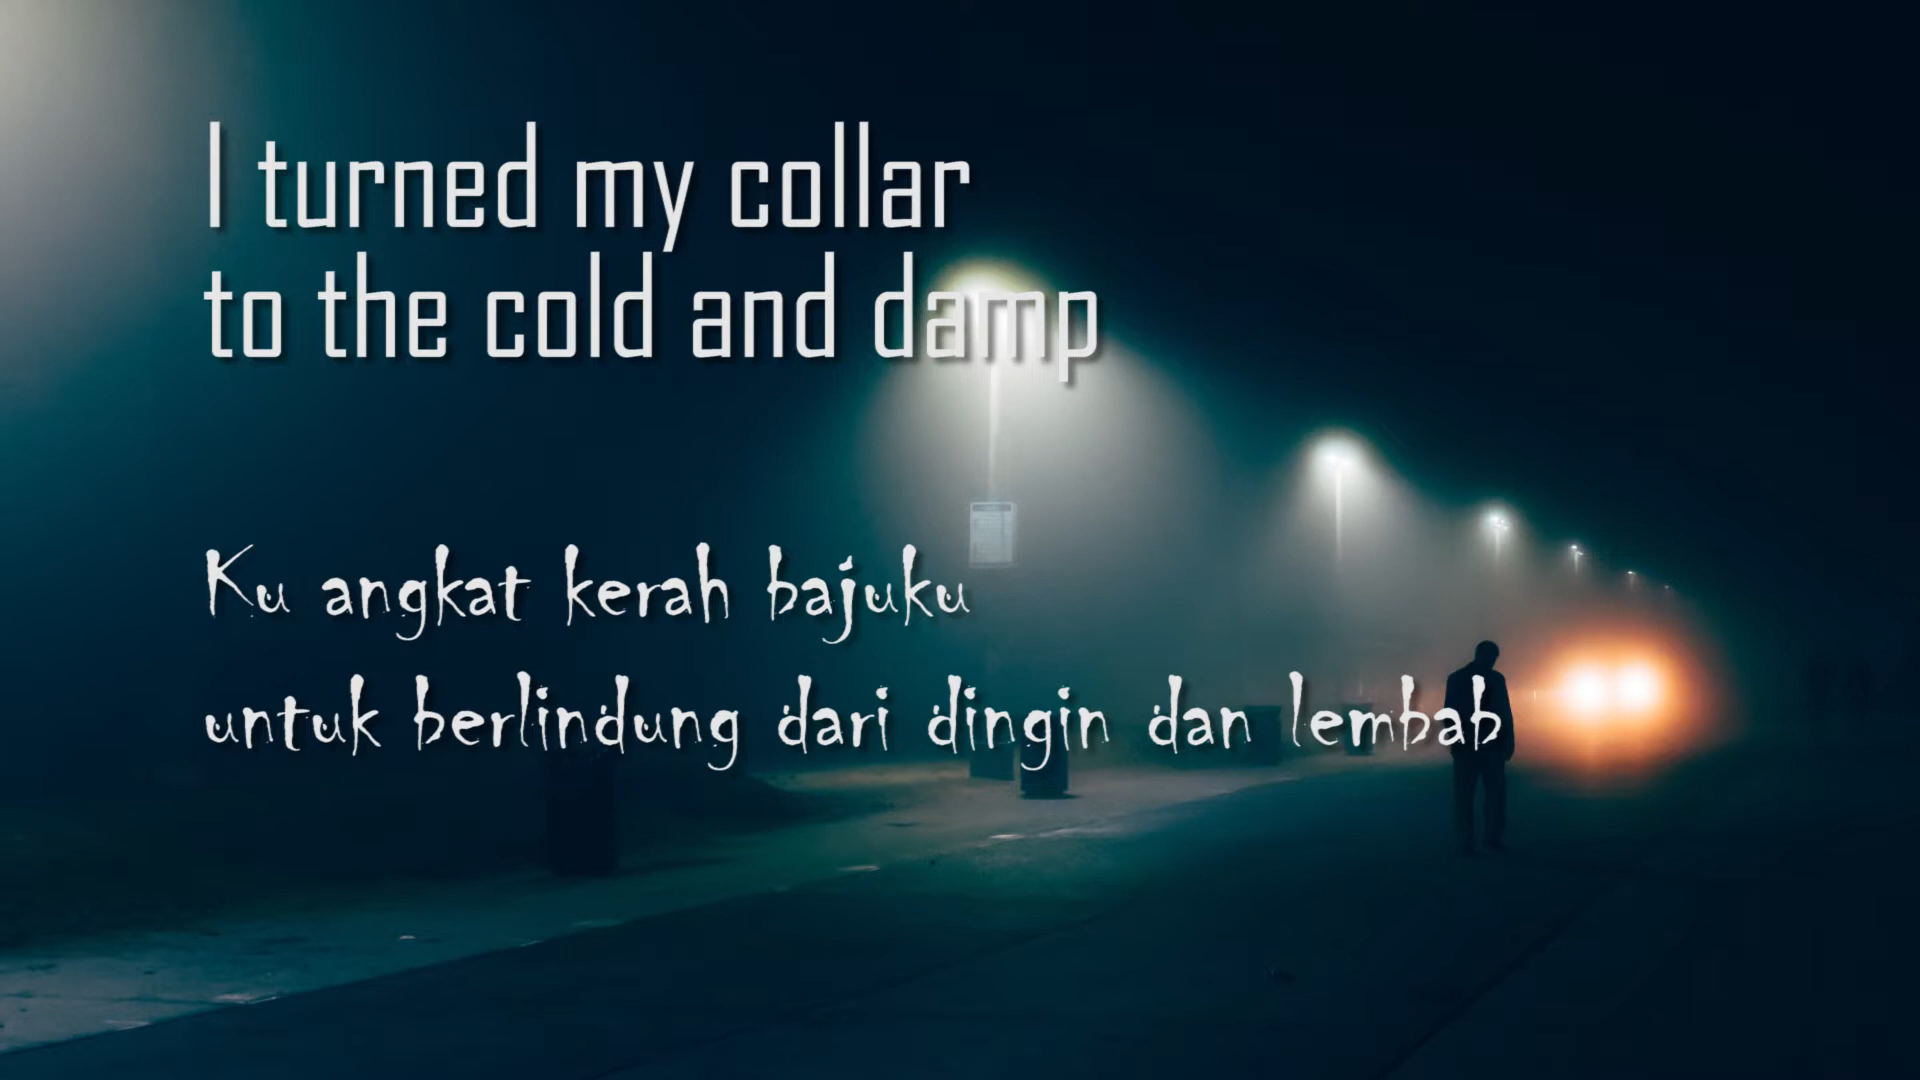 I turned my collar
to the cold and damp
Ku angkat kerah bajuku
untuk berlindung dari dingin dan lembab